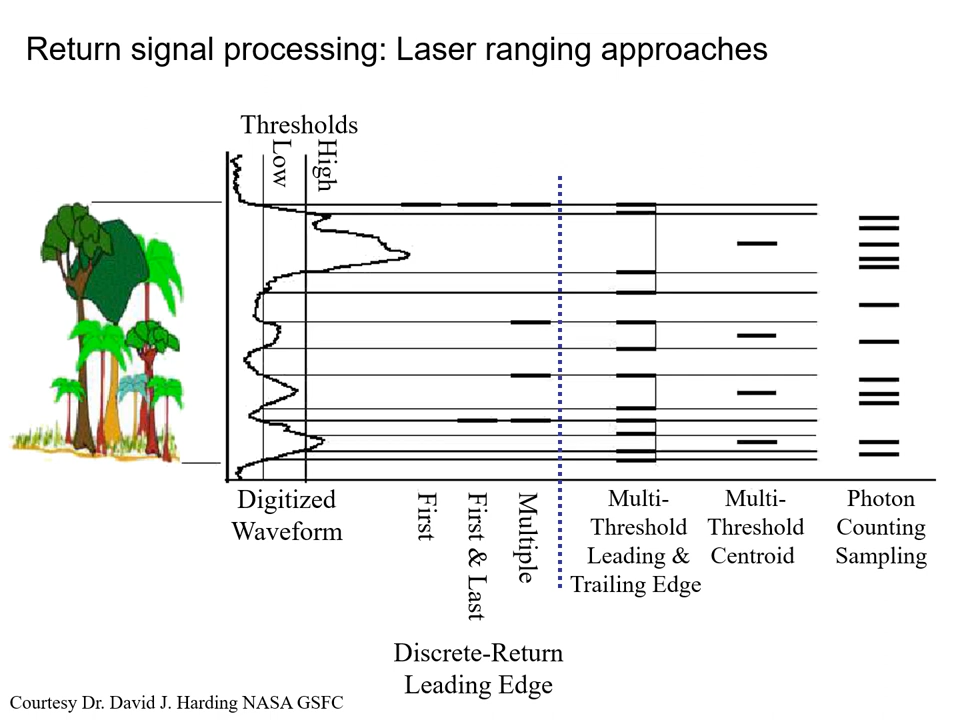 Return signal processing: Laser ranging approaches
Thresholds
Low
High
Digitized
Waveform
First
First & Last
Multiple
Multi-
Threshold
Leading &
Trailing Edge
Multi-
Threshold
Centroid
Photon
Counting
Sampling
Discrete-Return
Leading Edge
Courtesy Dr. David J. Harding NASA GSFC